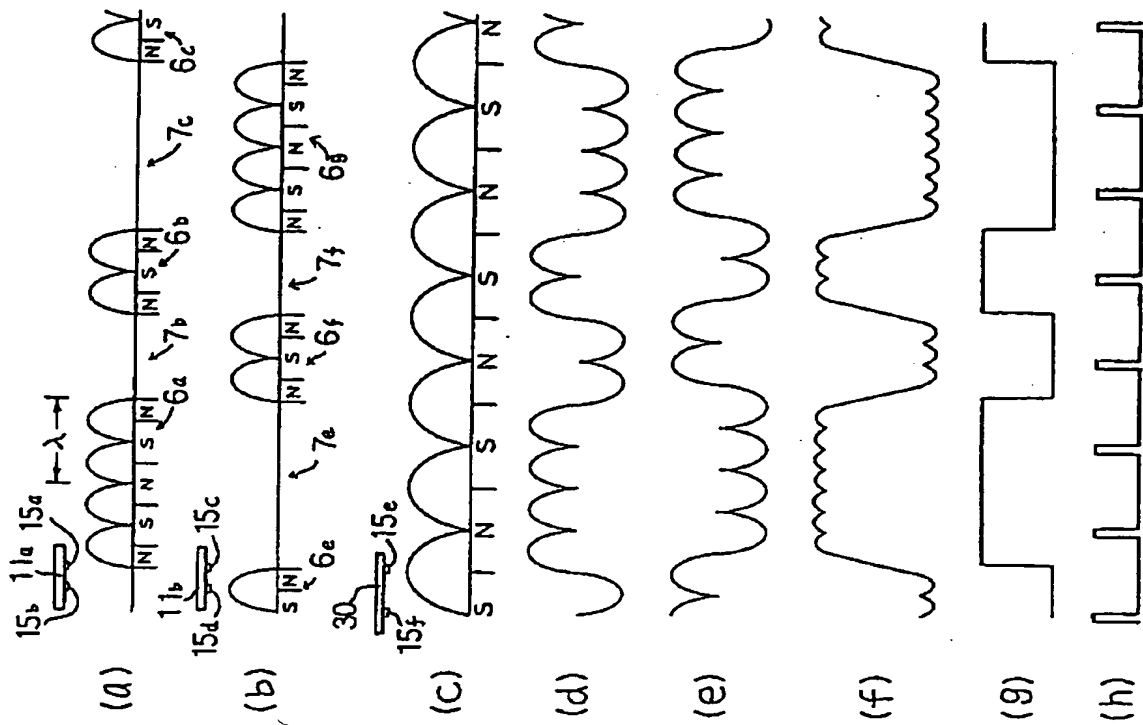 15b 11a 15a λ
(a) N S N S N 6a 7b N S N 6b 7c N S 6c
15d 11b 15c
(b) S N 6e 7e N S N 6f 7f N S N S N 6g
15f 30 15e
(c) S N S N S N S N
(d)
(e)
(f)
(g)
(h)